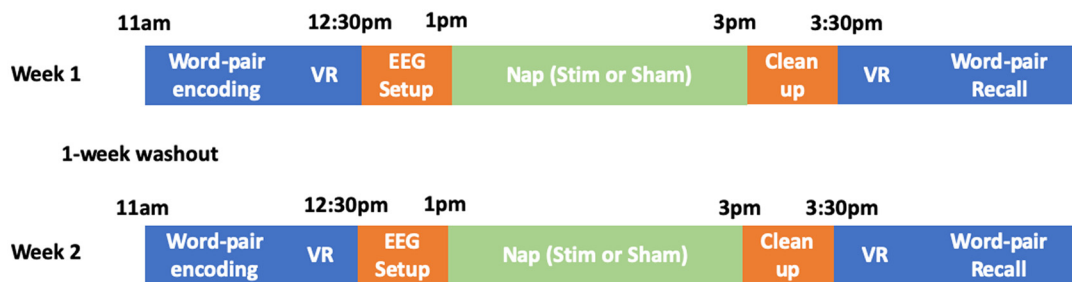 11am 12:30pm 1pm 3pm 3:30pm
Week 1
Word-pair encoding
VR
EEG Setup
Nap (Stim or Sham)
Clean up
VR
Word-pair Recall
1-week washout
11am 12:30pm 1pm 3pm 3:30pm
Week 2
Word-pair encoding
VR
EEG Setup
Nap (Stim or Sham)
Clean up
VR
Word-pair Recall